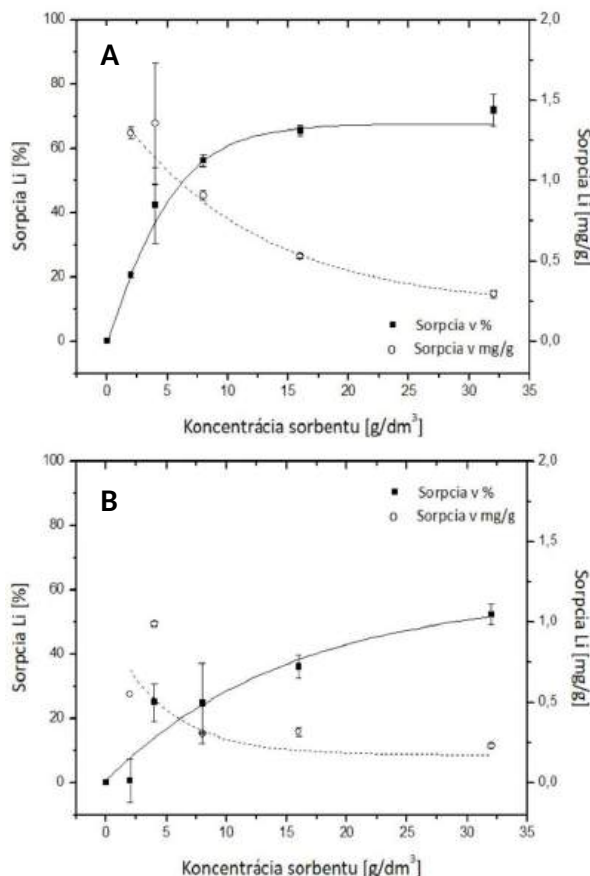 A
100
80
60
40
20
0
Sorpcia Li [%]
2,0
1,5
1,0
0,5
0,0
Sorpcia Li [mg/g]
Sorpcia v %
Sorpcia v mg/g
0 5 10 15 20 25 30 35
Koncentrácia sorbentu [g/dm³]
B
100
80
60
40
20
0
Sorpcia Li [%]
2,0
1,5
1,0
0,5
0,0
Sorpcia Li [mg/g]
Sorpcia v %
Sorpcia v mg/g
0 5 10 15 20 25 30 35
Koncentrácia sorbentu [g/dm³]